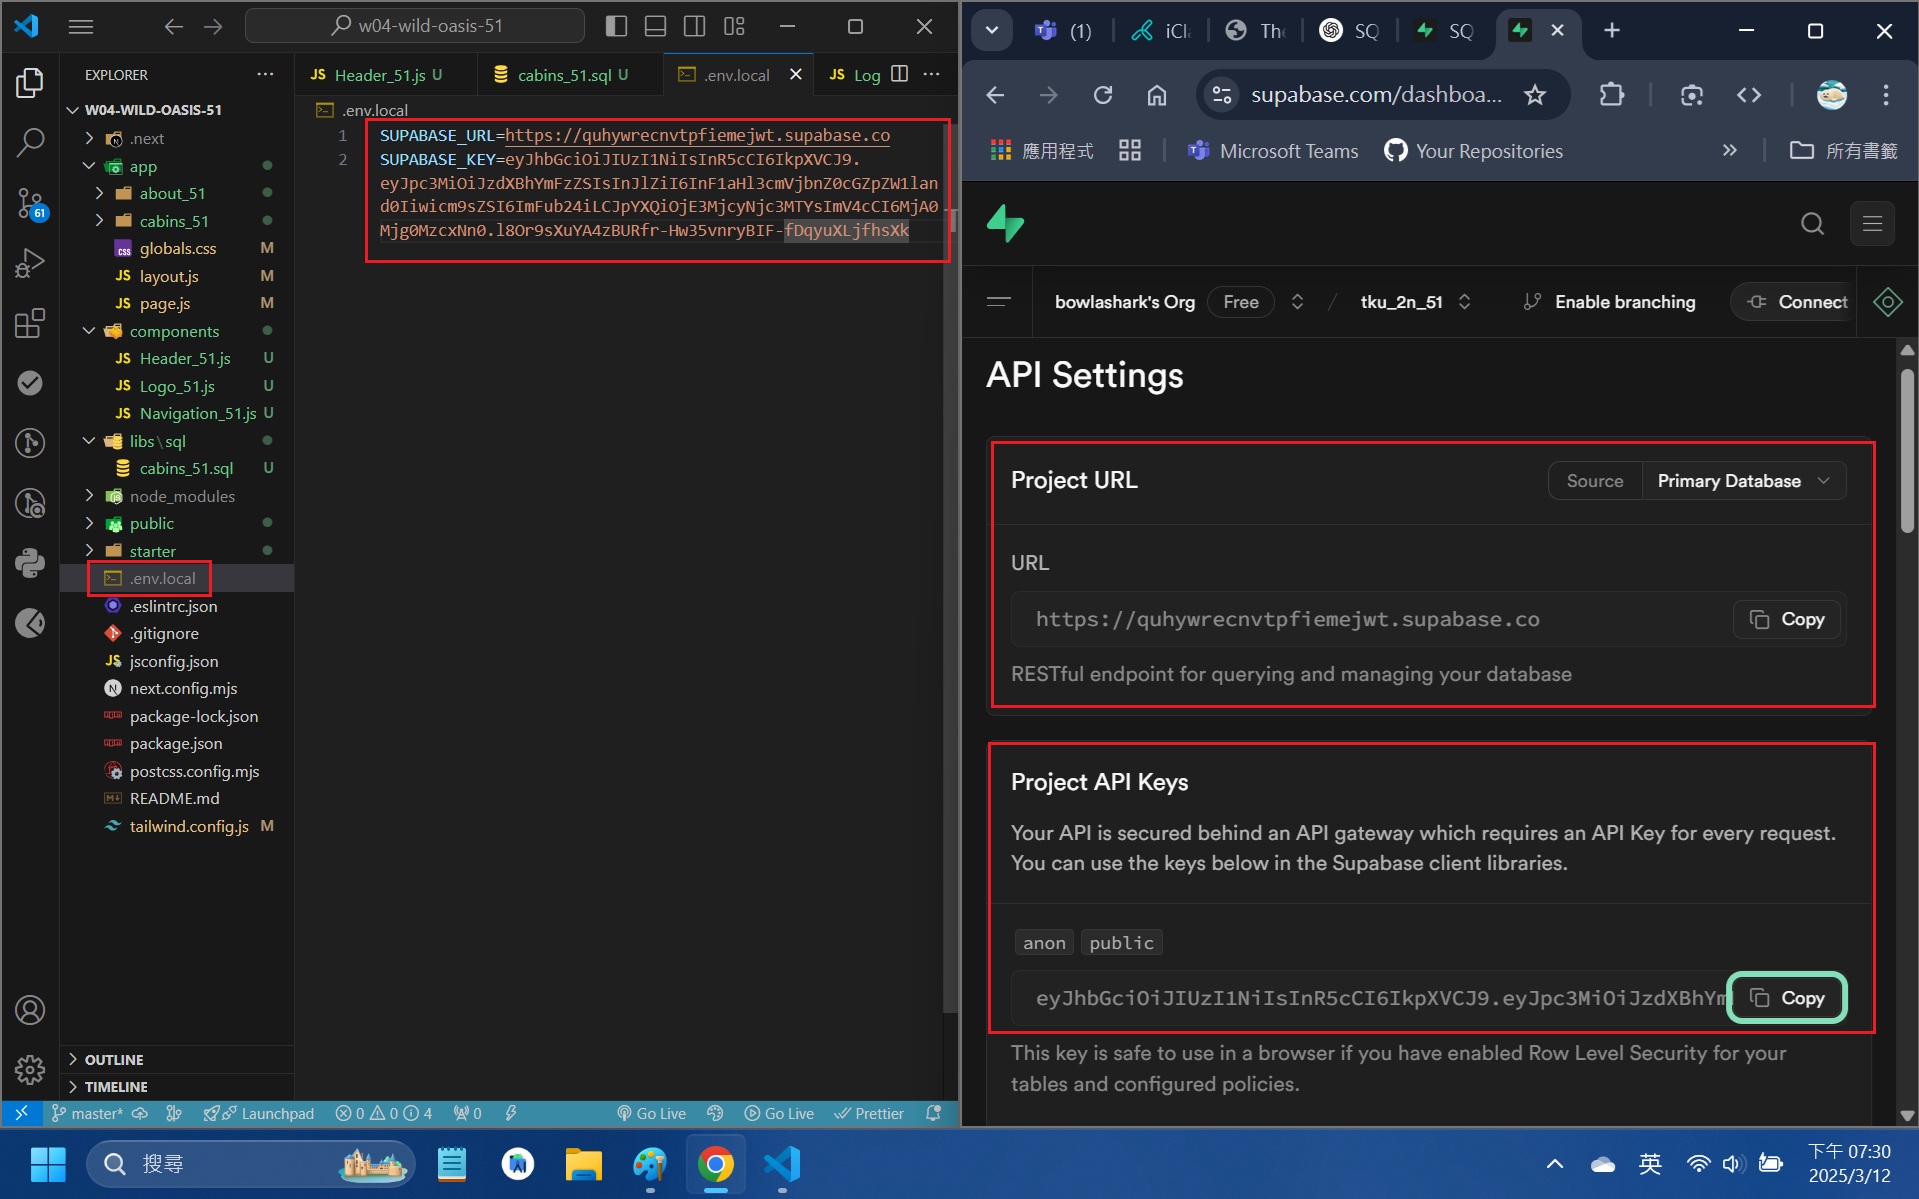 w04-wild-oasis-51
EXPLORER
W04-WILD-OASIS-51
.next
app
about_51
cabins_51
globals.css M
layout.js M
page.js M
components
Header_51.js U
Logo_51.js U
Navigation_51.js U
libs\sql
cabins_51.sql U
node_modules
public
starter
.env.local
.eslintrc.json
.gitignore
jsconfig.json
next.config.mjs
package-lock.json
package.json
postcss.config.mjs
README.md
tailwind.config.js M
OUTLINE
TIMELINE
61
JS Header_51.js U
cabins_51.sql U
.env.local
JS Log
.env.local
1 SUPABASE_URL=https://quhywrecnvtpfiemejwt.supabase.co
2 SUPABASE_KEY=eyJhbGciOiJIUzI1NiIsInR5cCI6IkpXVCJ9.
eyJpc3MiOiJzdXBhYmFzZSIsInJlZiI6InF1aHl3cmVjbnZ0cGZpZW1lan
d0Iiwicm9sZSI6ImFub24iLCJpYXQiOjE3MjcyNjc3MTYsImV4cCI6MjA0
Mjg0MzcxNn0.l8Or9sXuYA4zBURfr-Hw35vnryBIF-fDqyuXLjfhsXk
master*
Launchpad
0 0 4
0
Go Live
Go Live
Prettier
(1)
iCl
Th
SQ
SQ
supabase.com/dashboa...
應用程式
Microsoft Teams
Your Repositories
所有書籤
bowlashark's Org Free / tku_2n_51 Enable branching Connect
API Settings
Project URL
Source Primary Database
URL
https://quhywrecnvtpfiemejwt.supabase.co Copy
RESTful endpoint for querying and managing your database
Project API Keys
Your API is secured behind an API gateway which requires an API Key for every request.
You can use the keys below in the Supabase client libraries.
anon public
eyJhbGciOiJIUzI1NiIsInR5cCI6IkpXVCJ9.eyJpc3MiOiJzdXBhYm Copy
This key is safe to use in a browser if you have enabled Row Level Security for your
tables and configured policies.
搜尋
英
下午 07:30
2025/3/12